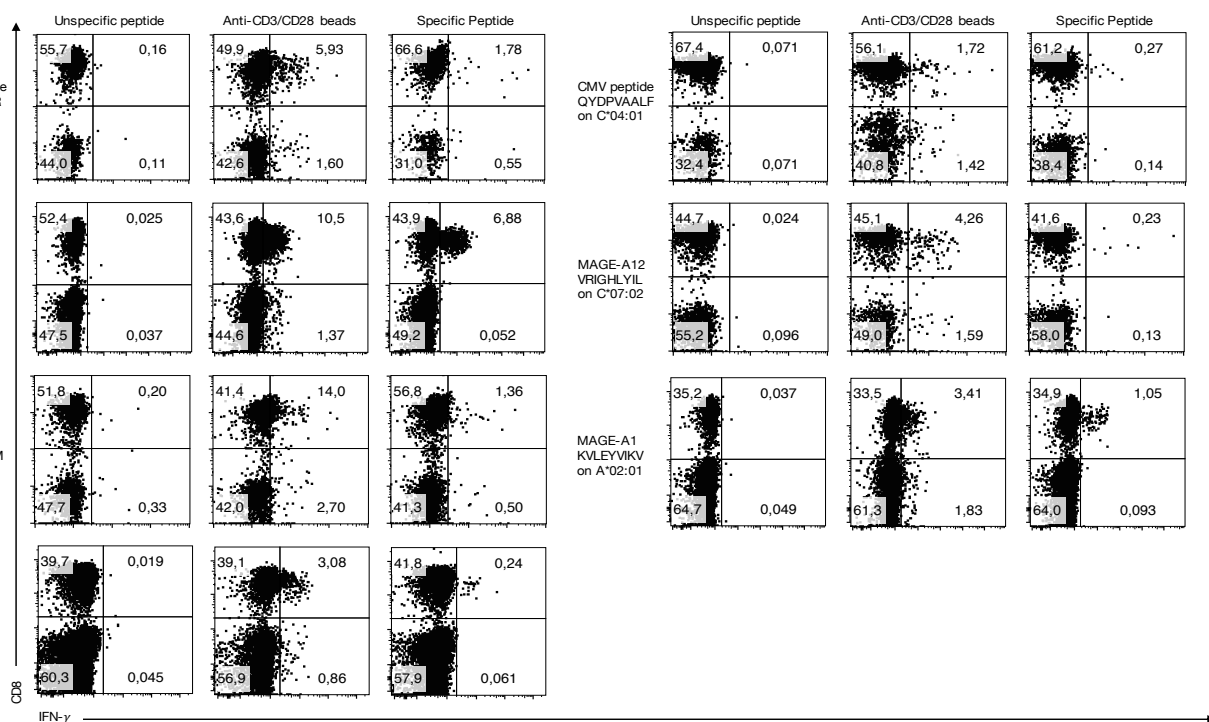 Unspecific peptide Anti-CD3/CD28 beads Specific Peptide Unspecific peptide Anti-CD3/CD28 beads Specific Peptide
55,7 0,16 49,9 5,93 66,6 1,78
44,0 0,11 42,6 1,60 31,0 0,55
CMV peptide
QYDPVAALF
on C*04:01
67,4 0,071 56,1 1,72 61,2 0,27
32,4 0,071 40,8 1,42 38,4 0,14
52,4 0,025 43,6 10,5 43,9 6,88
47,5 0,037 44,6 1,37 49,2 0,052
MAGE-A12
VRIGHLYIL
on C*07:02
44,7 0,024 45,1 4,26 41,6 0,23
55,2 0,096 49,0 1,59 58,0 0,13
51,8 0,20 41,4 14,0 56,8 1,36
47,7 0,33 42,0 2,70 41,3 0,50
MAGE-A1
KVLEYVIKV
on A*02:01
35,2 0,037 33,5 3,41 34,9 1,05
64,7 0,049 61,3 1,83 64,0 0,093
39,7 0,019 39,1 3,08 41,8 0,24
60,3 0,045 56,9 0,86 57,9 0,061
CD8
IFN-γ